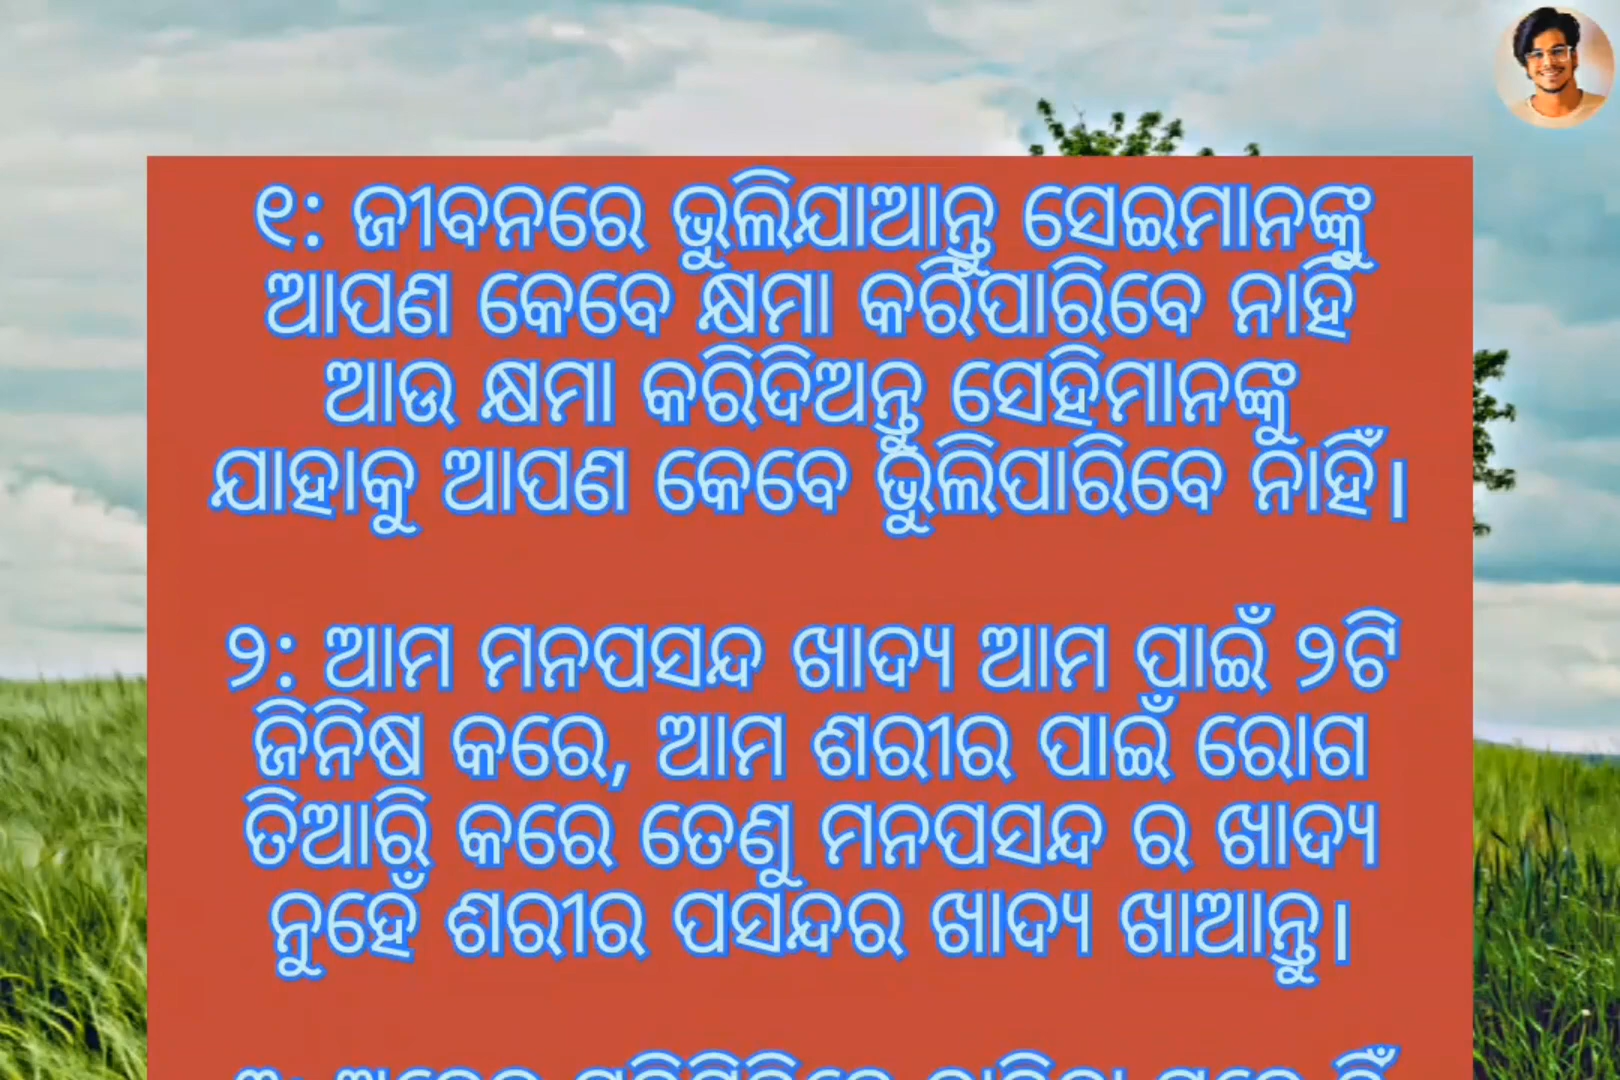 ୧: ଜୀବନରେ ଭୁଲିଯାଆନ୍ତୁ ସେଇମାନଙ୍କୁ
ଆପଣ କେବେ କ୍ଷମା କରିପାରିବେ ନାହିଁ
ଆଉ କ୍ଷମା କରିଦିଅନ୍ତୁ ସେହିମାନଙ୍କୁ
ଯାହାକୁ ଆପଣ କେବେ ଭୁଲିପାରିବେ ନାହିଁ।
୨: ଆମ ମନପସନ୍ଦ ଖାଦ୍ୟ ଆମ ପାଇଁ ୨ଟି
ଜିନିଷ କରେ, ଆମ ଶରୀର ପାଇଁ ରୋଗ
ତିଆରି କରେ ତେଣୁ ମନପସନ୍ଦ ର ଖାଦ୍ୟ
ନୁହେଁ ଶରୀର ପସନ୍ଦର ଖାଦ୍ୟ ଖାଆନ୍ତୁ।